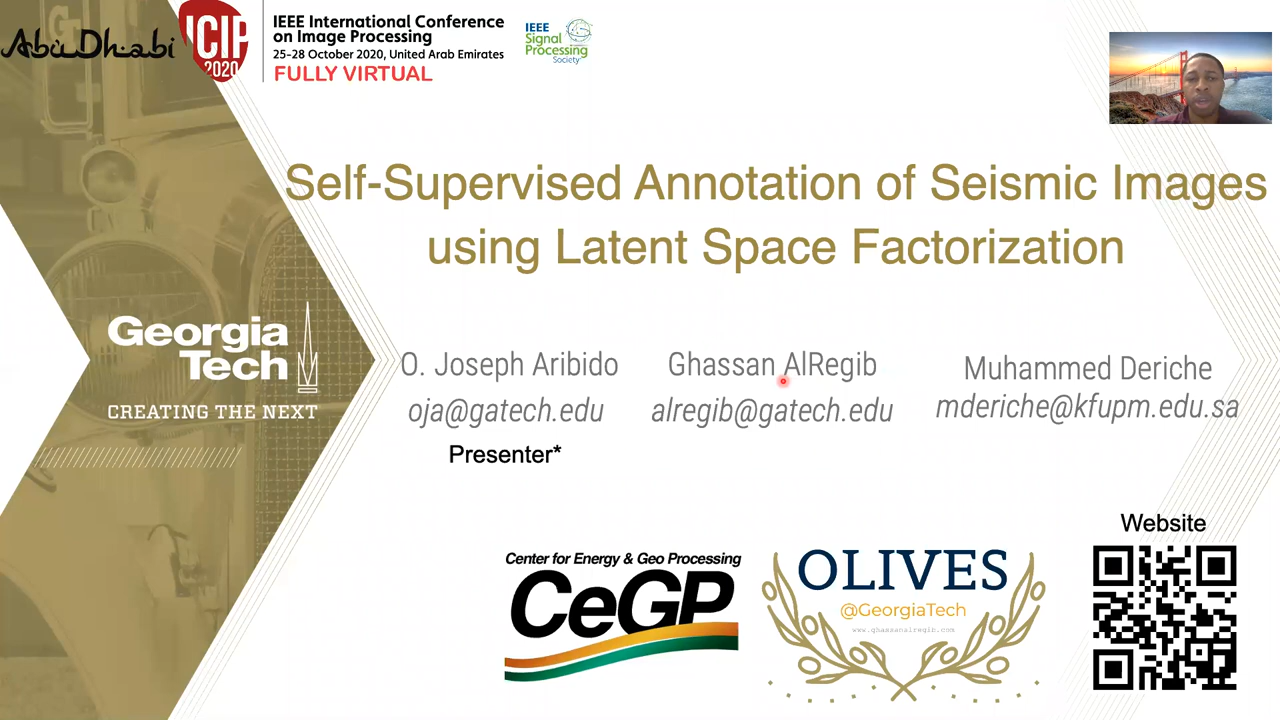 AbuDhabi
ICIP
2020
IEEE International Conference
on Image Processing
25-28 October 2020, United Arab Emirates
FULLY VIRTUAL
IEEE
Signal
Processing
Society
Self-Supervised Annotation of Seismic Images
using Latent Space Factorization
Georgia
Tech
CREATING THE NEXT
O. Joseph Aribido
oja@gatech.edu
Presenter*
Ghassan AlRegib
alregib@gatech.edu
Muhammed Deriche
mderiche@kfupm.edu.sa
Center for Energy & Geo Processing
CeGP
OLIVES
@GeorgiaTech
www.ghassanalregib.com
Website